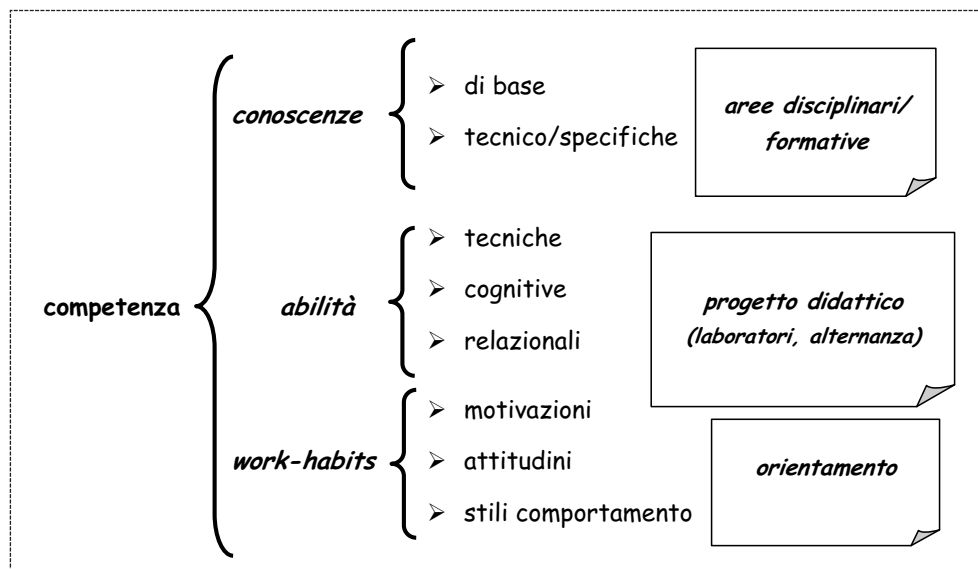 competenza
conoscenze
di base
tecnico/specifiche
aree disciplinari/
formative
abilità
tecniche
cognitive
relazionali
progetto didattico
(laboratori, alternanza)
work-habits
motivazioni
attitudini
stili comportamento
orientamento